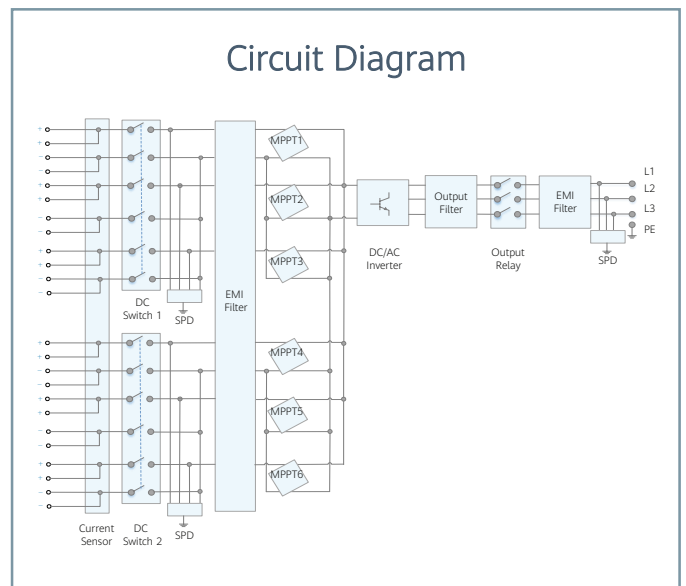 Circuit Diagram
+
+
−
−
+
+
−
−
+
+
−
−
DC
Switch 1
SPD
EMI
Filter
MPPT1
MPPT2
MPPT3
MPPT4
MPPT5
MPPT6
DC/AC
Inverter
Output
Filter
Output
Relay
EMI
Filter
L1
L2
L3
PE
SPD
+
+
−
−
+
+
−
−
+
+
−
−
Current
Sensor
DC
Switch 2
SPD